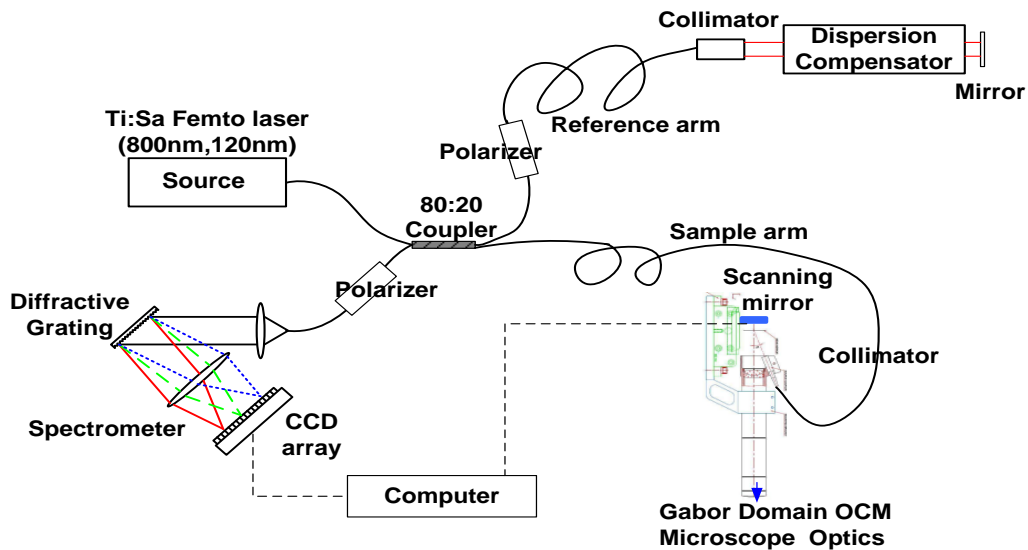 Collimator
Dispersion
Compensator
Mirror
Reference arm
Ti:Sa Femto laser
(800nm,120nm)
Source
Polarizer
80:20
Coupler
Sample arm
Scanning
mirror
Polarizer
Diffractive
Grating
Collimator
Spectrometer
CCD
array
Computer
Gabor Domain OCM
Microscope Optics